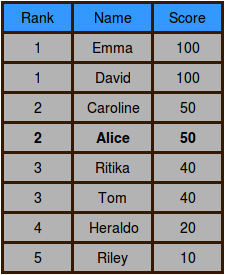 Rank Name Score
1 Emma 100
1 David 100
2 Caroline 50
2 Alice 50
3 Ritika 40
3 Tom 40
4 Heraldo 20
5 Riley 10